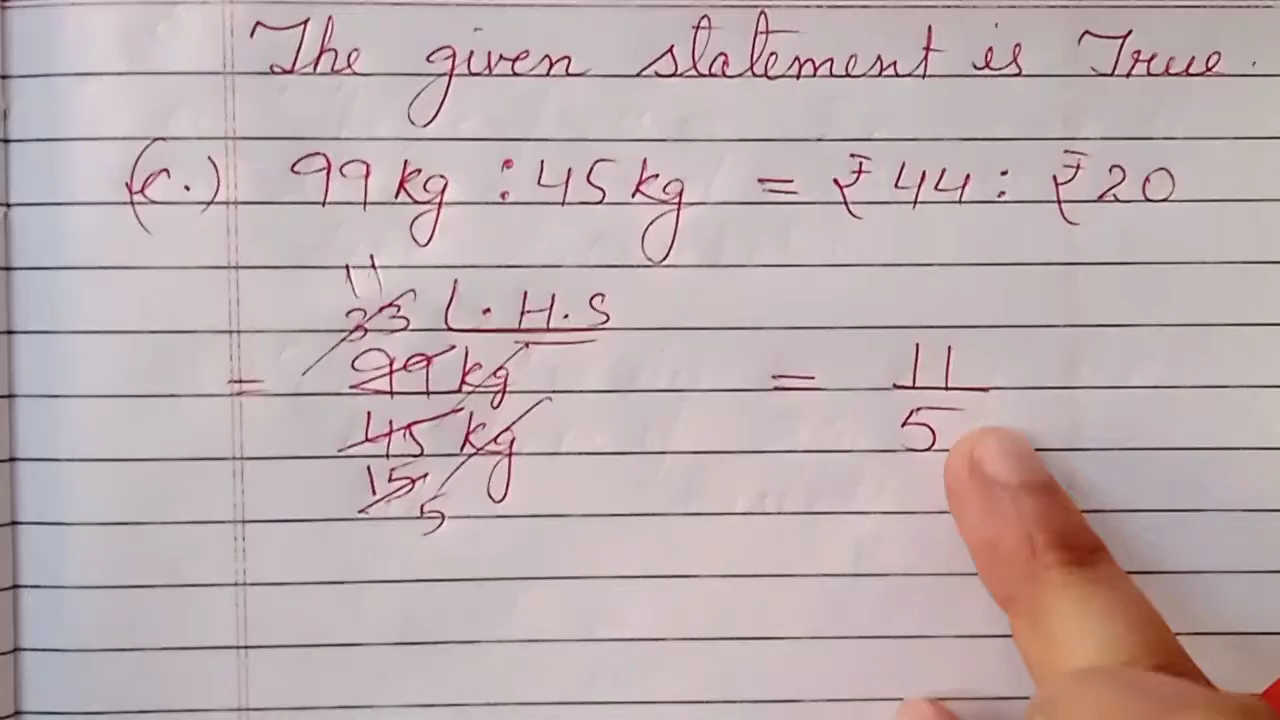 The given statement is True.
(c.) 99 kg : 45 kg = ₹44 : ₹20
11
33 L.H.S
= 99 kg = 11
45 kg 5
15
5